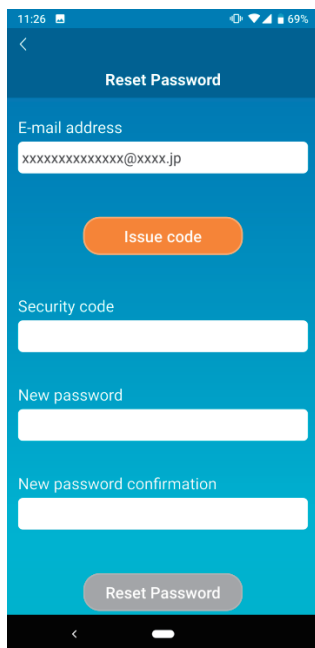 11:26 69%
Reset Password
E-mail address
xxxxxxxxxxxxxx@xxxx.jp
Issue code
Security code
New password
New password confirmation
Reset Password